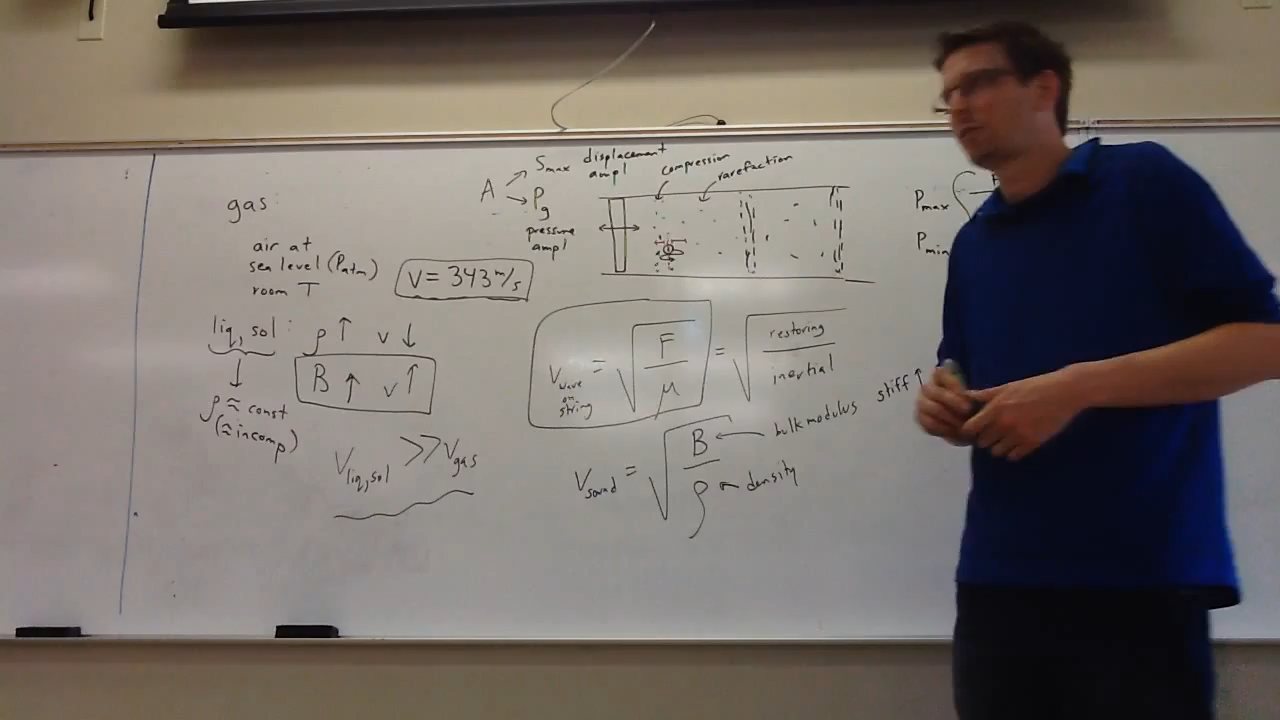 gas:
air at
sea level (Patm)
room T
v = 343 m/s
liq, sol: ρ ↑ v ↓
B ↑ v ↑
ρ ≈ const
(≈ incomp)
Vliq,sol >> Vgas
A → Smax displacement ampl
→ Pg
pressure
ampl
compression
rarefaction
Vwave on string = √(F/μ) = √(restoring/inertial)
Vsound = √(B/ρ)
bulk modulus stiff ↑
density
Pmax
Pmin